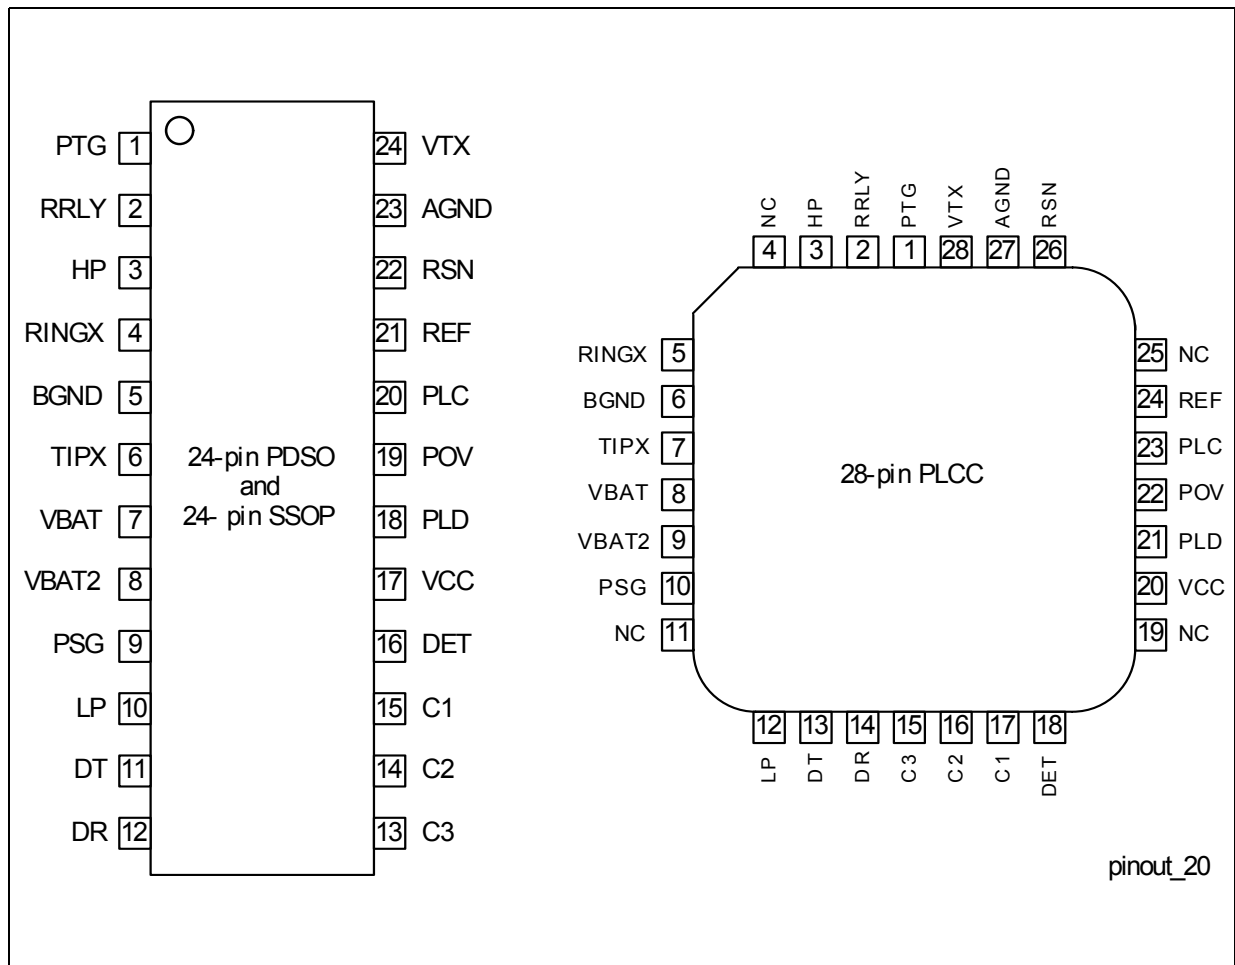 PTG 1
RRLY 2
HP 3
RINGX 4
BGND 5
TIPX 6
VBAT 7
VBAT2 8
PSG 9
LP 10
DT 11
DR 12
24-pin PDSO
and
24- pin SSOP
24 VTX
23 AGND
22 RSN
21 REF
20 PLC
19 POV
18 PLD
17 VCC
16 DET
15 C1
14 C2
13 C3
NC HP RRLY PTG VTX AGND RSN
4 3 2 1 28 27 26
RINGX 5
BGND 6
TIPX 7
VBAT 8
VBAT2 9
PSG 10
NC 11
28-pin PLCC
25 NC
24 REF
23 PLC
22 POV
21 PLD
20 VCC
19 NC
12 13 14 15 16 17 18
LP DT DR C3 C2 C1 DET
pinout_20